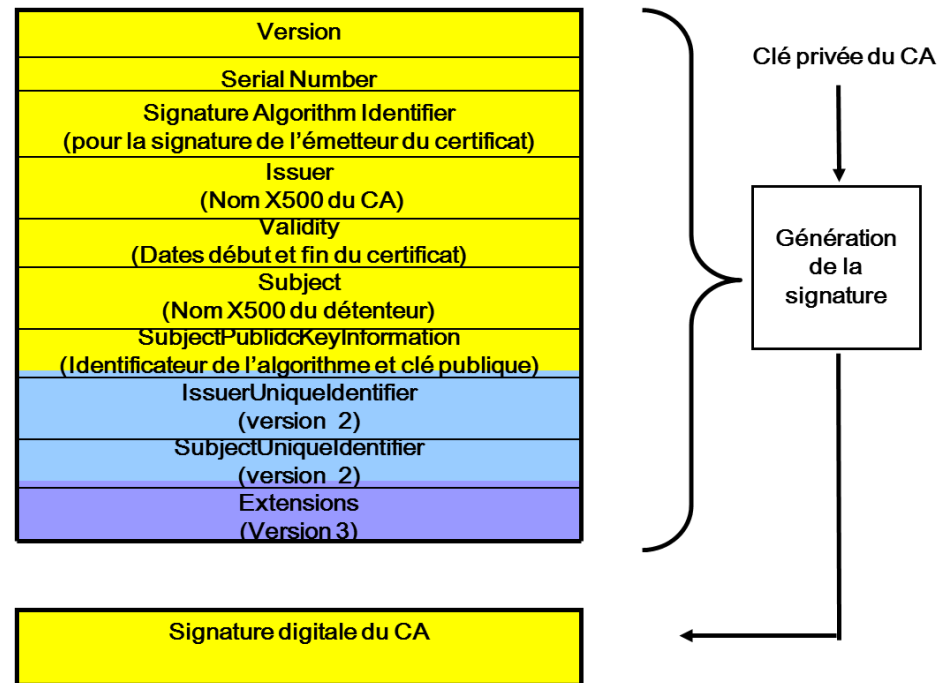 Version
Serial Number
Signature Algorithm Identifier
(pour la signature de l'émetteur du certificat)
Issuer
(Nom X500 du CA)
Validity
(Dates début et fin du certificat)
Subject
(Nom X500 du détenteur)
SubjectPublidcKeyInformation
(Identificateur de l'algorithme et clé publique)
IssuerUniqueIdentifier
(version 2)
SubjectUniqueIdentifier
(version 2)
Extensions
(Version 3)
Signature digitale du CA
Clé privée du CA
Génération
de la
signature